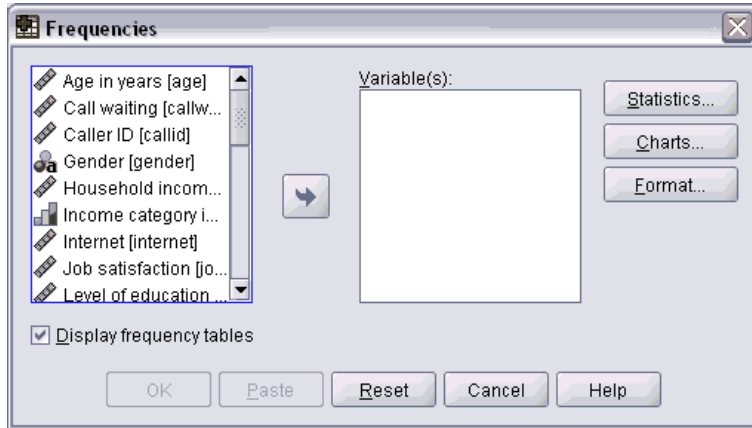 Frequencies
Age in years [age]
Call waiting [callw...
Caller ID [callid]
Gender [gender]
Household incom...
Income category i...
Internet [internet]
Job satisfaction [jo...
Level of education ...
Variable(s):
Statistics...
Charts...
Format...
Display frequency tables
OK
Paste
Reset
Cancel
Help